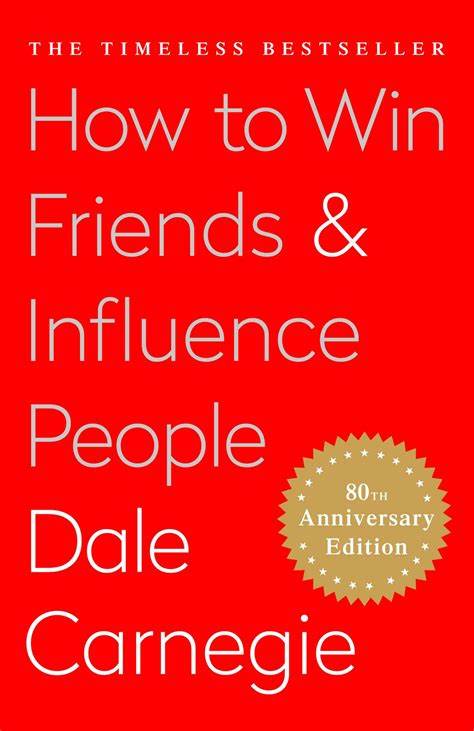 THE TIMELESS BESTSELLER
How to Win
Friends &
Influence
People
80TH
Anniversary
Edition
Dale
Carnegie